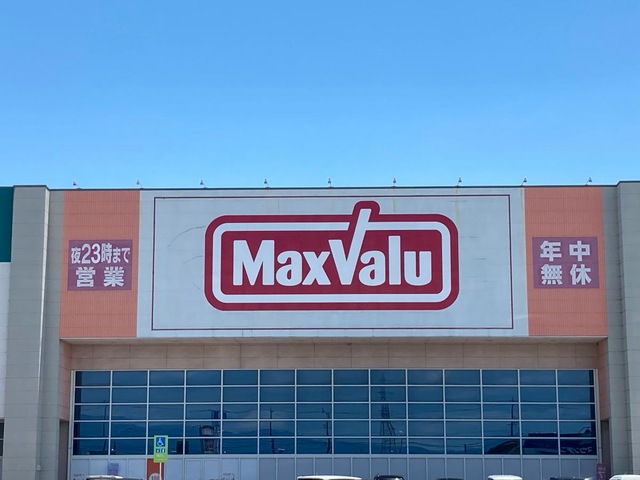 夜23時まで
営業
MaxValu
年中
無休